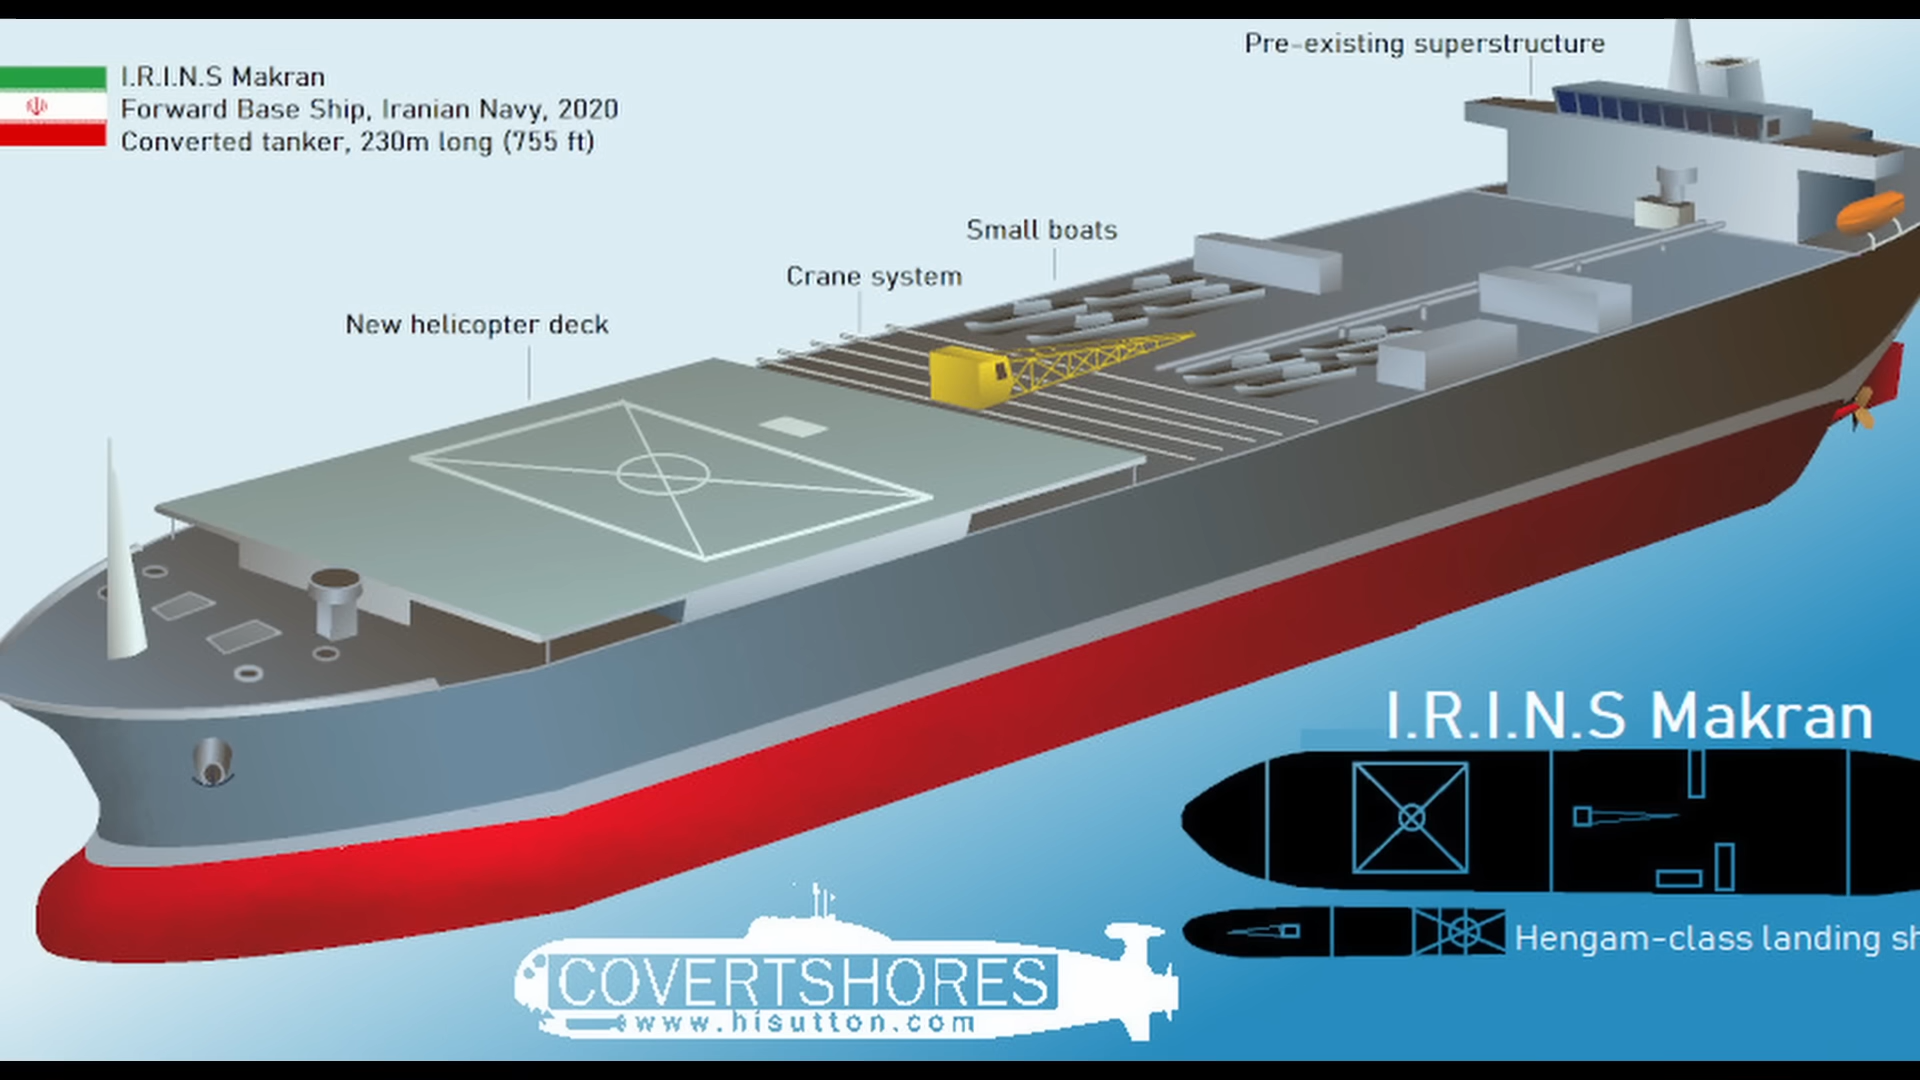 I.R.I.N.S Makran
Forward Base Ship, Iranian Navy, 2020
Converted tanker, 230m long (755 ft)
Pre-existing superstructure
Small boats
Crane system
New helicopter deck
I.R.I.N.S Makran
Hengam-class landing sh
COVERTSHORES
www.hisutton.com